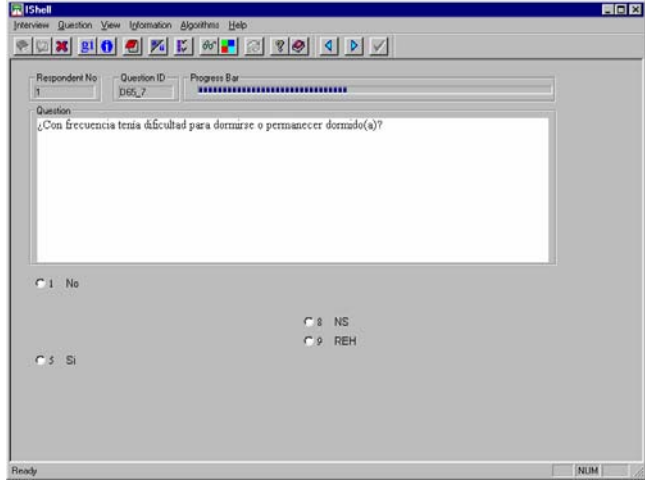 IShell
Interview Question View Information Algorithms Help
g1
Respondent No Question ID Progress Bar
1 D65_7
Question
¿Con frecuencia tenía dificultad para dormirse o permanecer dormido(a)?
1 No
8 NS
9 REH
5 Si
Ready NUM